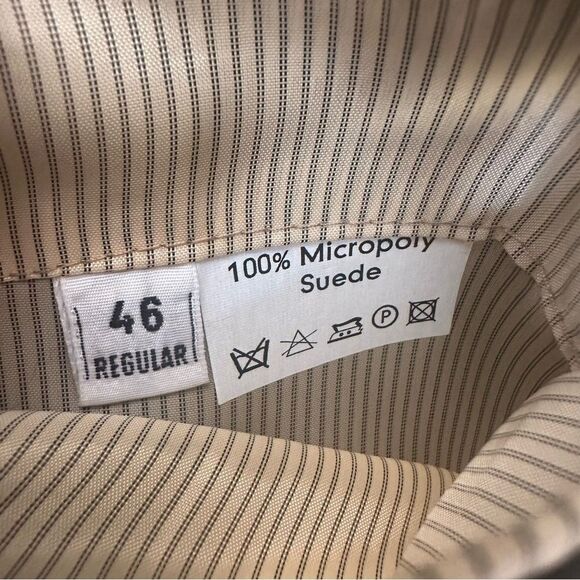 46
REGULAR
100% Micropoly
Suede
P